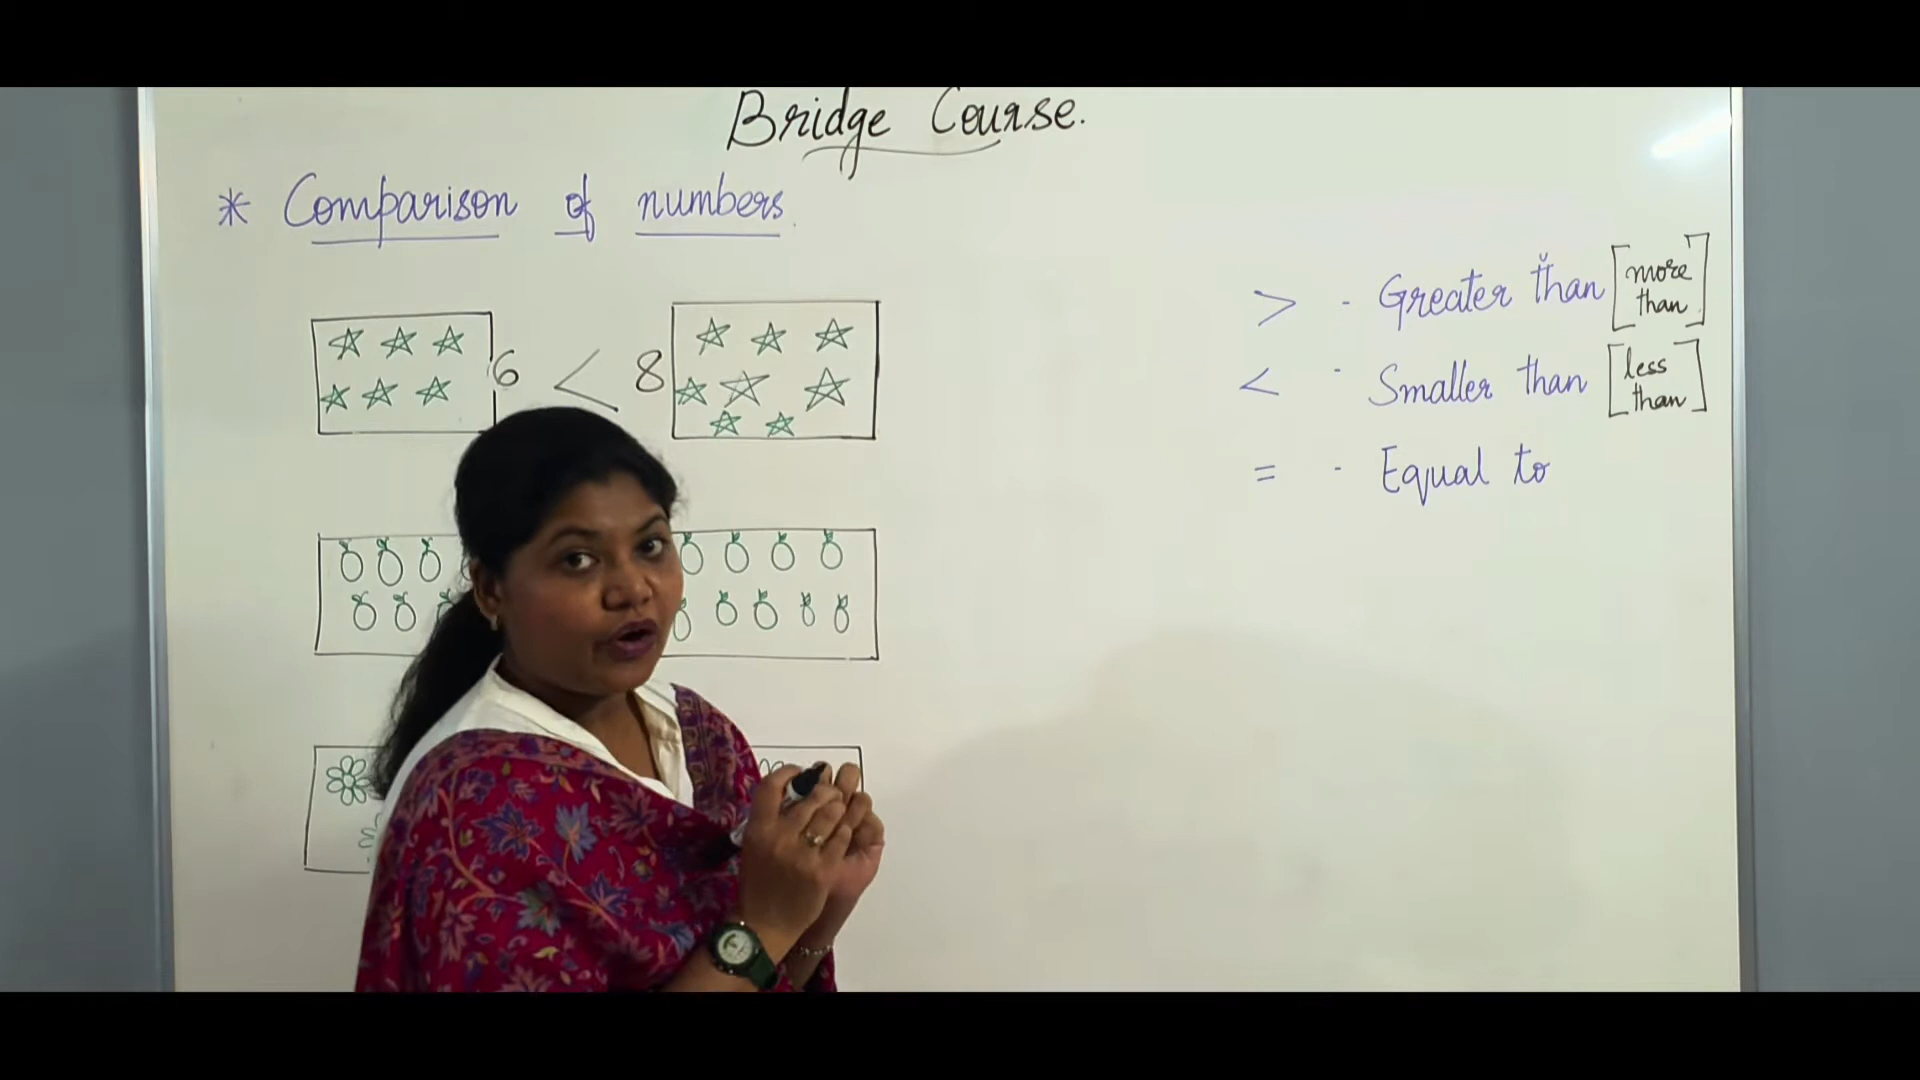 Bridge Course.
* Comparison of numbers.
6 < 8
> - Greater than [more than]
< - Smaller than [less than]
= - Equal to